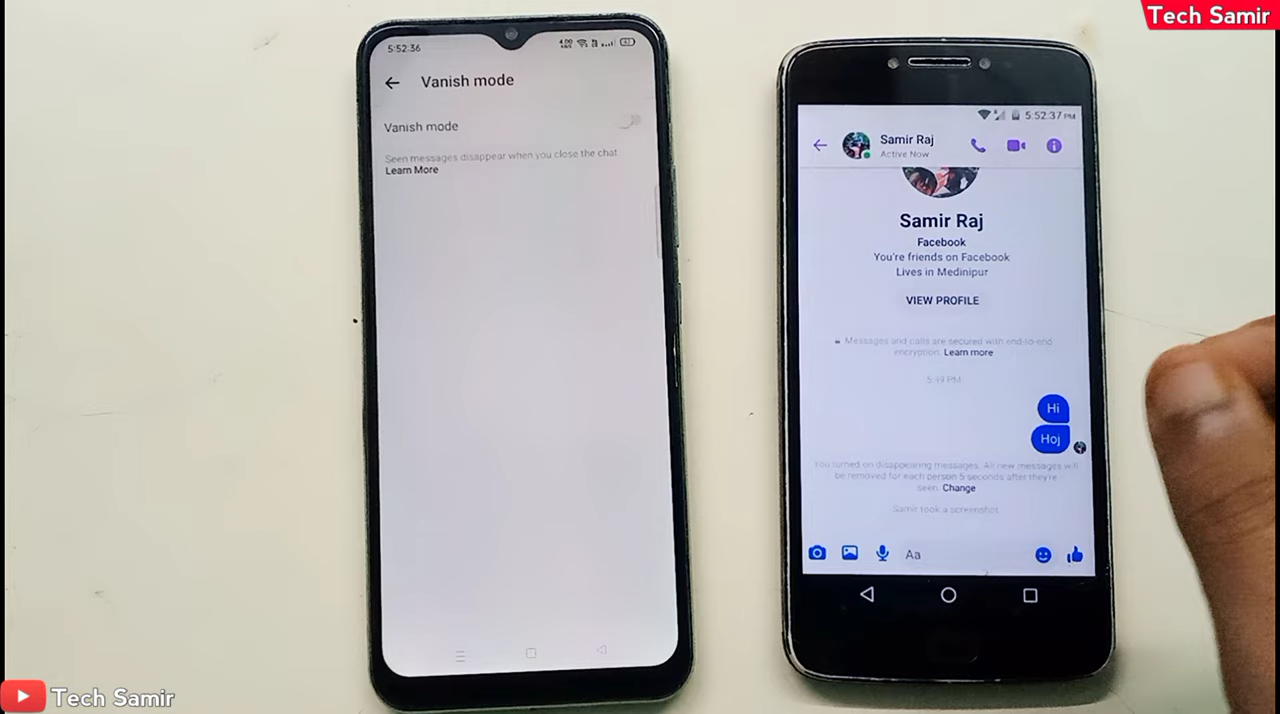 Tech Samir
5:52:36
Vanish mode
Vanish mode
Seen messages disappear when you close the chat
Learn More
5:52:37 PM
Samir Raj
Active Now
Samir Raj
Facebook
You're friends on Facebook
Lives in Medinipur
VIEW PROFILE
Messages and calls are secured with end-to-end
encryption. Learn more
5:49 PM
Hi
Hoj
You turned on disappearing messages. All new messages will
be removed for each person 5 seconds after they're
seen. Change
Samir took a screenshot.
Aa
Tech Samir